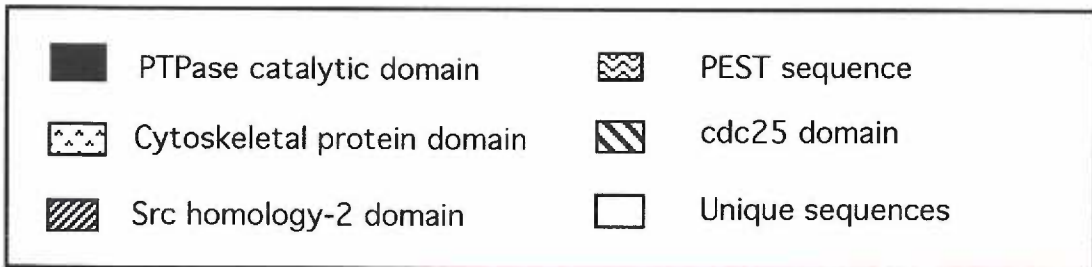 PTPase catalytic domain
PEST sequence
Cytoskeletal protein domain
cdc25 domain
Src homology-2 domain
Unique sequences